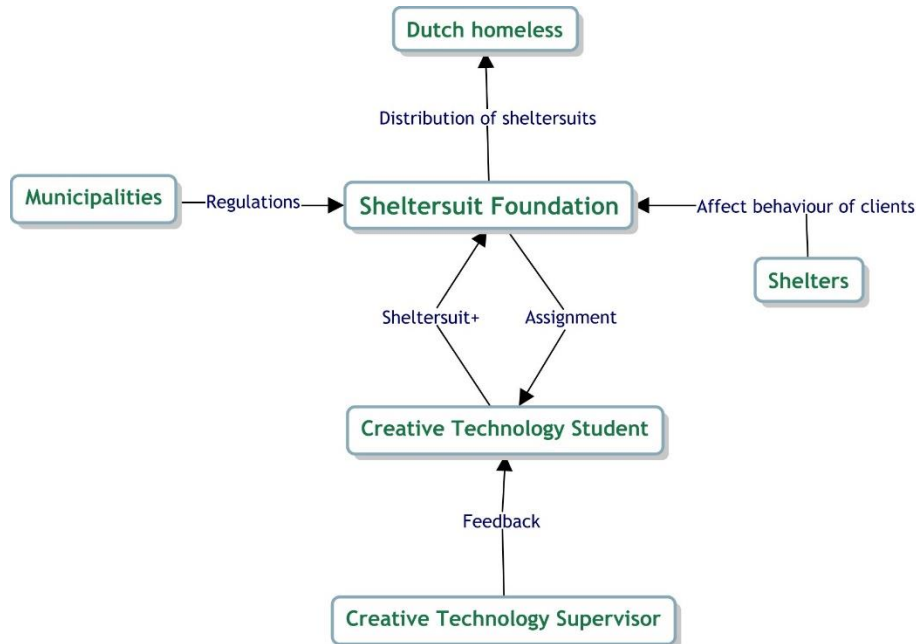 Dutch homeless
Distribution of sheltersuits
Municipalities
Regulations
Sheltersuit Foundation
Affect behaviour of clients
Shelters
Sheltersuit+
Assignment
Creative Technology Student
Feedback
Creative Technology Supervisor